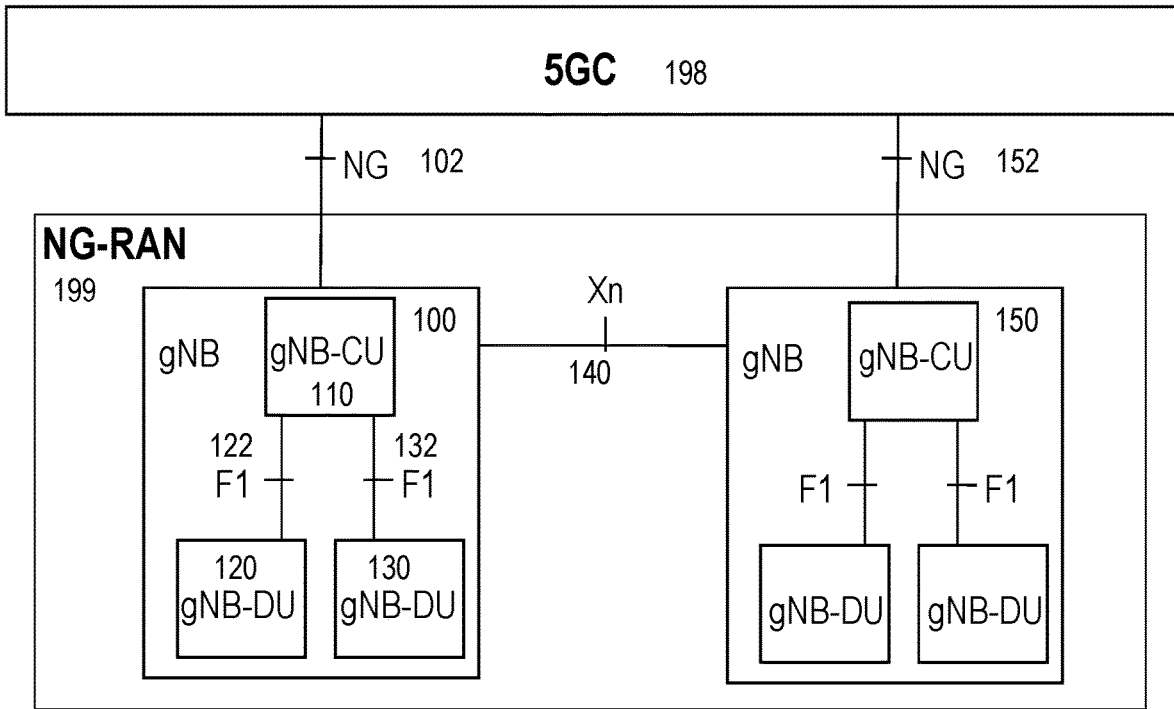 5GC 198
NG 102
NG 152
NG-RAN
199
Xn
140
100
gNB
gNB-CU
110
122
F1
132
F1
120
gNB-DU
130
gNB-DU
150
gNB
gNB-CU
F1
F1
gNB-DU
gNB-DU